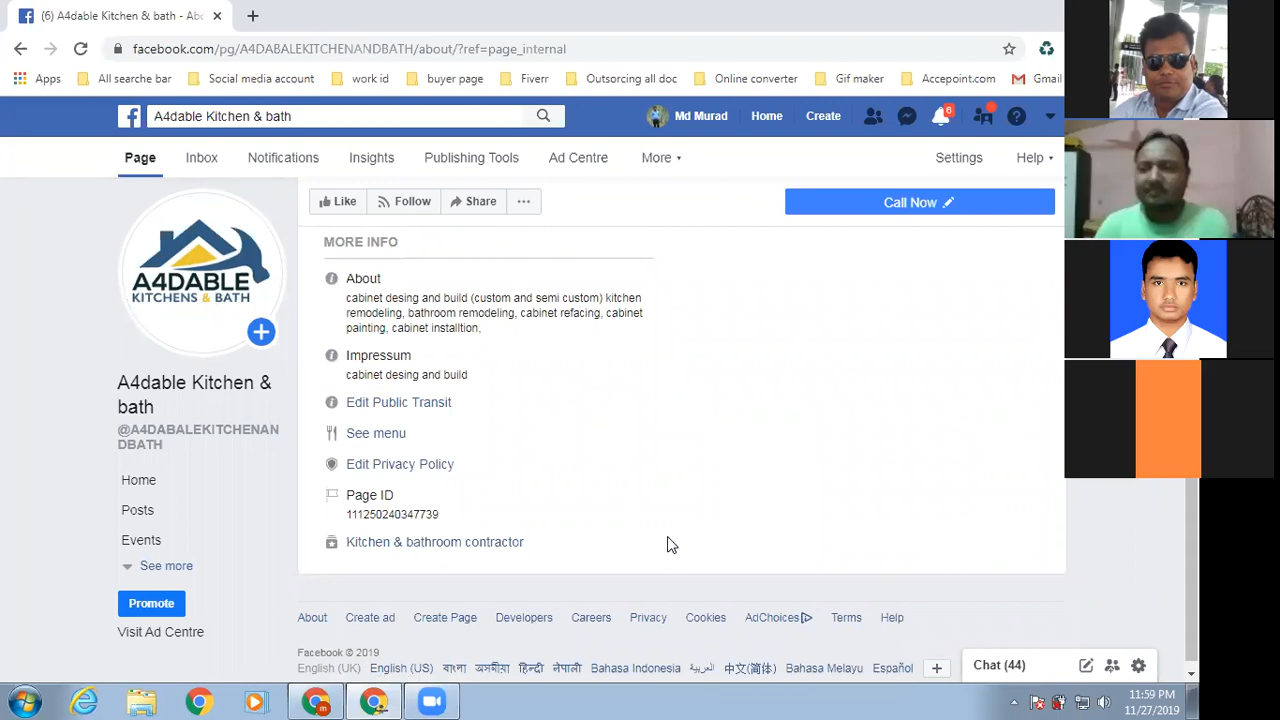 (6) A4dable Kitchen & bath - Abo
facebook.com/pg/A4DABALEKITCHENANDBATH/about/?ref=page_internal
Apps All searche bar Social media account work id buyer page Fiverr Outsorcing all doc Online converter Gif maker Accepoint.com Gmail
A4dable Kitchen & bath Md Murad Home Create 6
Page Inbox Notifications Insights Publishing Tools Ad Centre More Settings Help
Like Follow Share ... Call Now
A4DABLE
KITCHENS & BATH
A4dable Kitchen &
bath
@A4DABALEKITCHENAN
DBATH
Home
Posts
Events
See more
Promote
Visit Ad Centre
MORE INFO
About
cabinet desing and build (custom and semi custom) kitchen
remodeling, bathroom remodeling, cabinet refacing, cabinet
painting, cabinet installtion,
Impressum
cabinet desing and build
Edit Public Transit
See menu
Edit Privacy Policy
Page ID
111250240347739
Kitchen & bathroom contractor
About Create ad Create Page Developers Careers Privacy Cookies AdChoices Terms Help
Facebook © 2019
English (UK) English (US) বাংলা অসমীয়া हिन्दी नेपाली Bahasa Indonesia العربية 中文(简体) Bahasa Melayu Español
Chat (44)
11:59 PM
11/27/2019